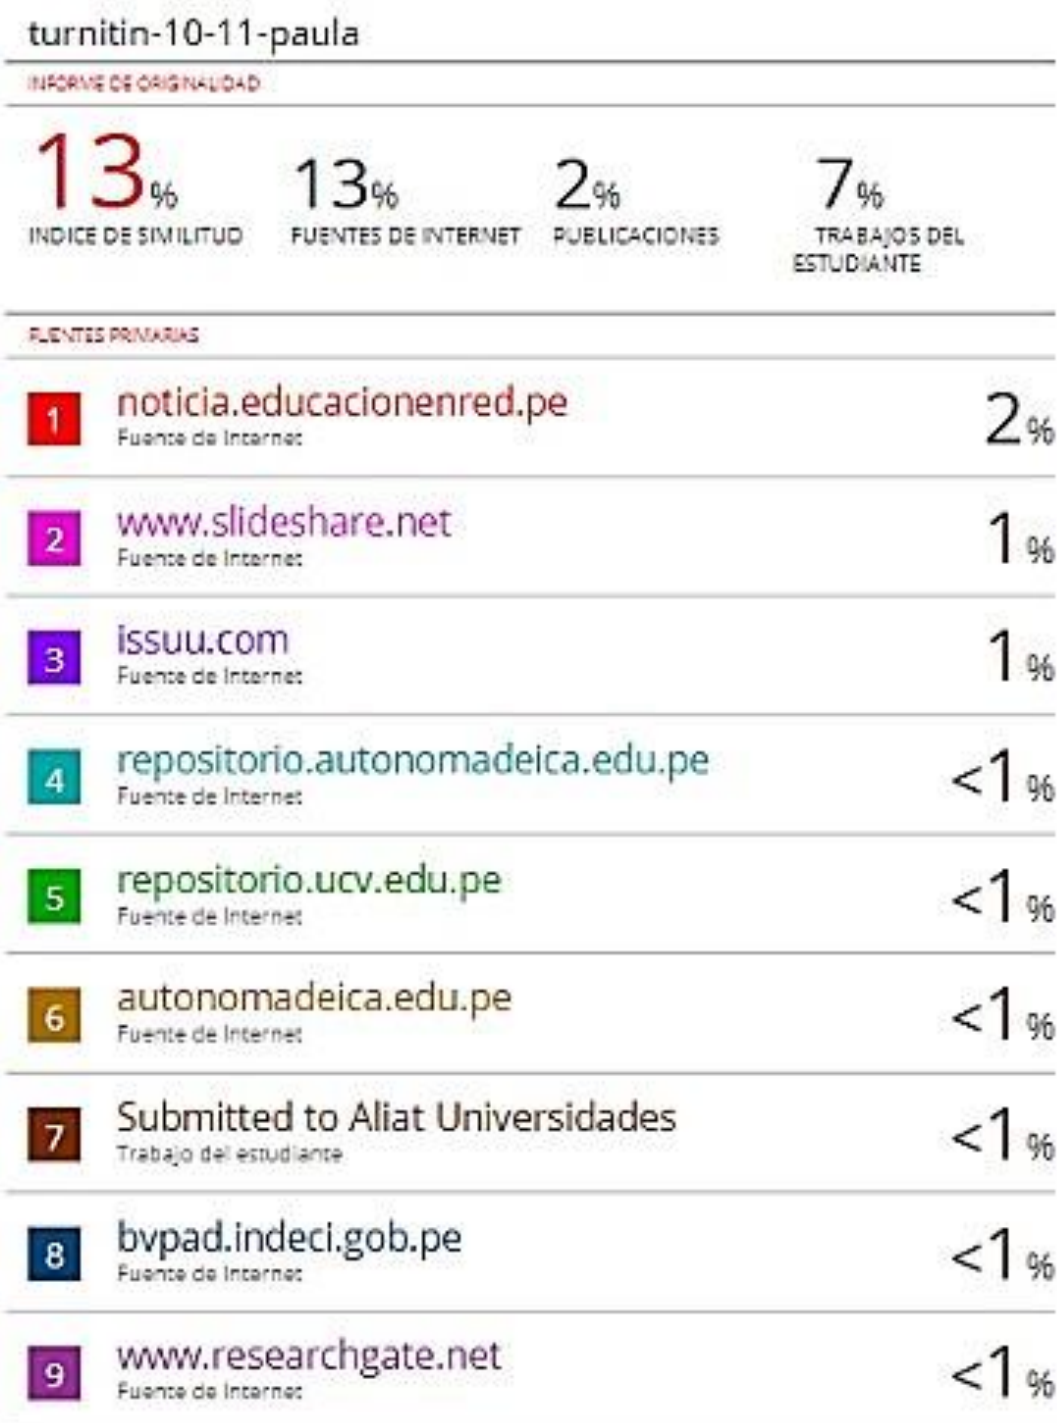 turnitin-10-11-paula
INFORME DE ORIGINALIDAD
13%
13%
2%
7%
INDICE DE SIMILITUD
FUENTES DE INTERNET
PUBLICACIONES
TRABAJOS DEL
ESTUDIANTE
FUENTES PRIMARIAS
1
noticia.educacionenred.pe
Fuente de Internet
2%
2
www.slideshare.net
Fuente de Internet
1%
3
issuu.com
Fuente de Internet
1%
4
repositorio.autonomadeica.edu.pe
Fuente de Internet
<1%
5
repositorio.ucv.edu.pe
Fuente de Internet
<1%
6
autonomadeica.edu.pe
Fuente de Internet
<1%
7
Submitted to Aliat Universidades
Trabajo del estudiante
<1%
8
bvpad.indeci.gob.pe
Fuente de Internet
<1%
9
www.researchgate.net
Fuente de Internet
<1%